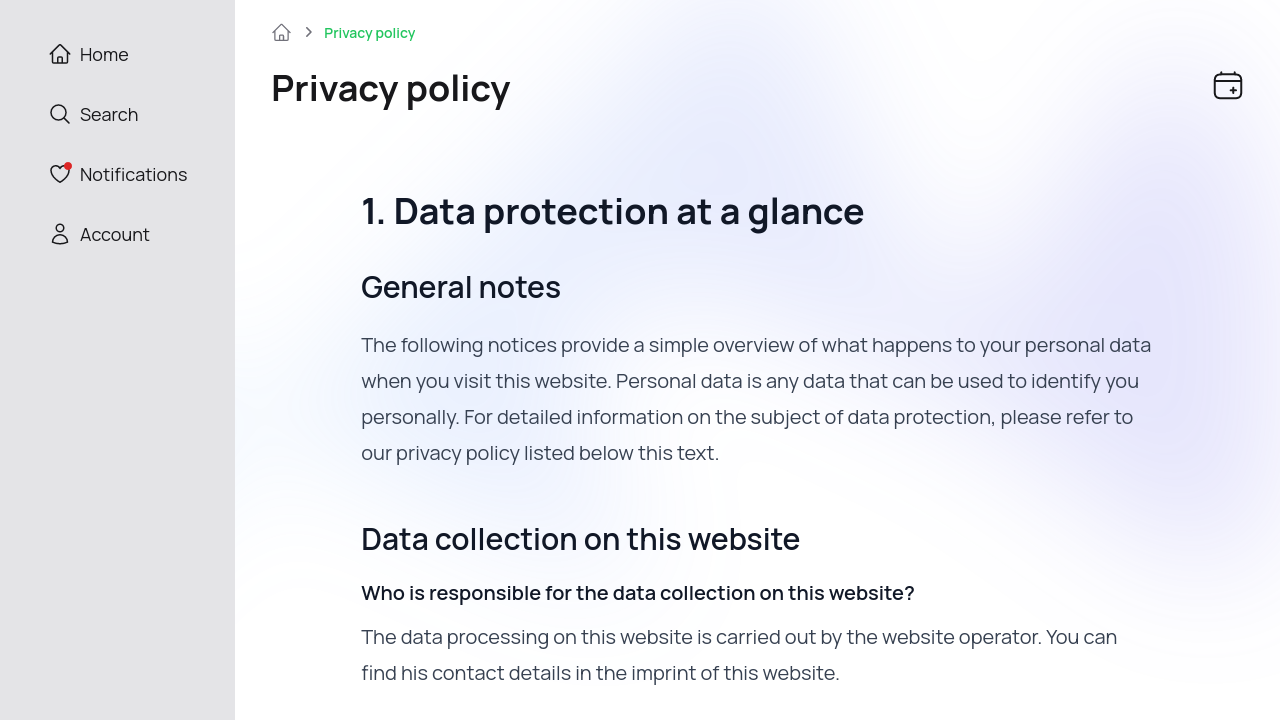 Home
Search
Notifications
Account
Privacy policy
Privacy policy
1. Data protection at a glance
General notes
The following notices provide a simple overview of what happens to your personal data
when you visit this website. Personal data is any data that can be used to identify you
personally. For detailed information on the subject of data protection, please refer to
our privacy policy listed below this text.
Data collection on this website
Who is responsible for the data collection on this website?
The data processing on this website is carried out by the website operator. You can
find his contact details in the imprint of this website.